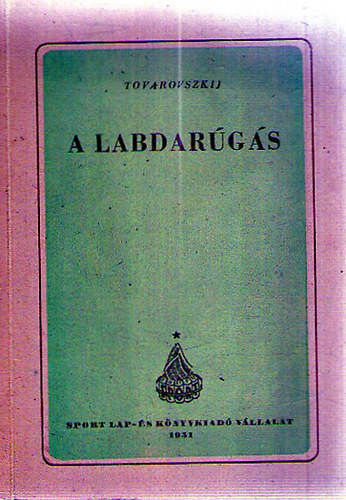 TOVAROVSZKIJ
A LABDARÚGÁS
SPORT LAP-ÉS KÖNYVKIADÓ VÁLLALAT
1951